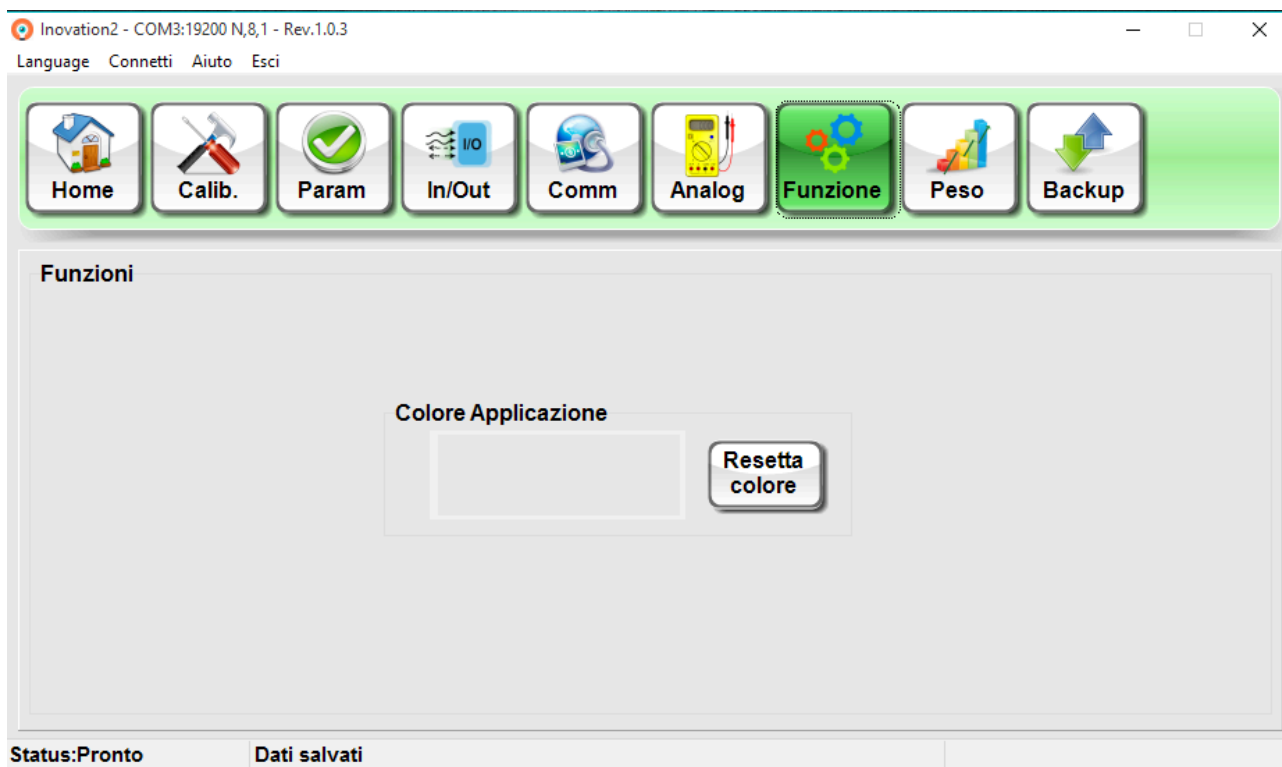 Inovation2 - COM3:19200 N,8,1 - Rev.1.0.3
Language Connetti Aiuto Esci
I/O
Home Calib. Param In/Out Comm Analog Funzione Peso Backup
Funzioni
Colore Applicazione
Resetta
colore
Status:Pronto Dati salvati